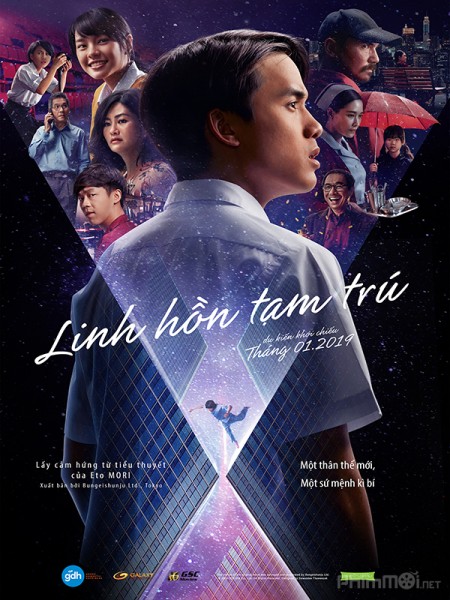 Linh hồn tạm trú
dự kiến khởi chiếu
Tháng 01.2019
Lấy cảm hứng từ tiểu thuyết
của Eto MORI
Xuất bản bởi Bungeishunju Ltd., Tokyo
Một thân thể mới,
Một sứ mệnh kì bí
gdh
GALAXY
GSC
PHIMMOI.NET